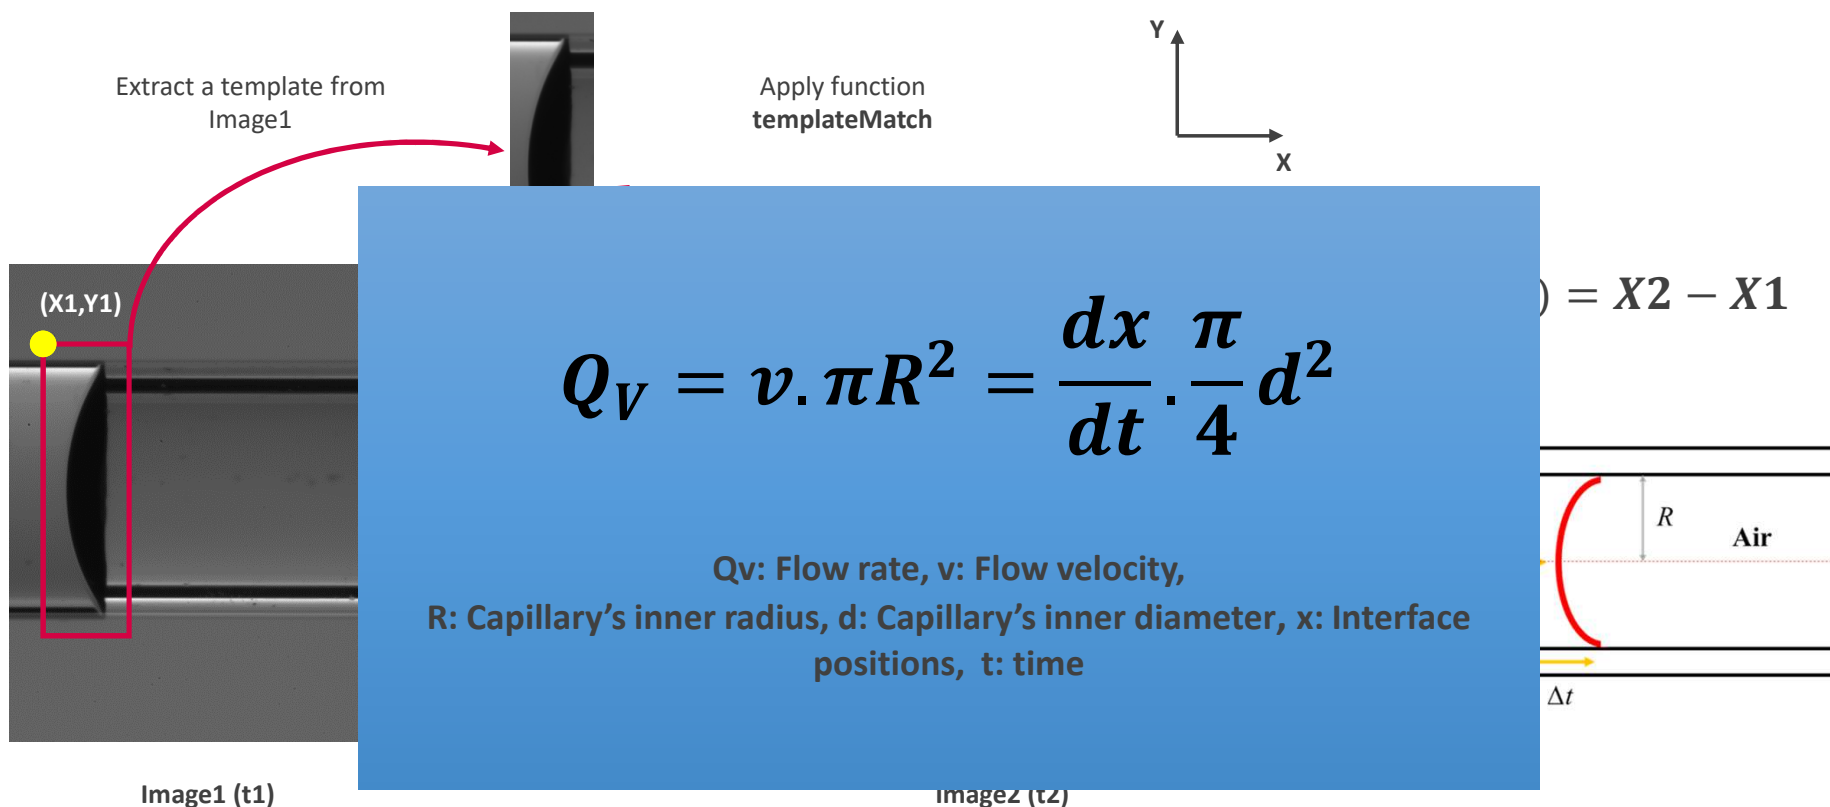 Extract a template from
Image1
Apply function
templateMatch
Y
X
(X1,Y1)
) = X2 − X1
Q_V = v. πR² = dx/dt . π/4 d²
Qv: Flow rate, v: Flow velocity,
R: Capillary’s inner radius, d: Capillary’s inner diameter, x: Interface
positions, t: time
R
Air
Δt
Image1 (t1)
Image2 (t2)